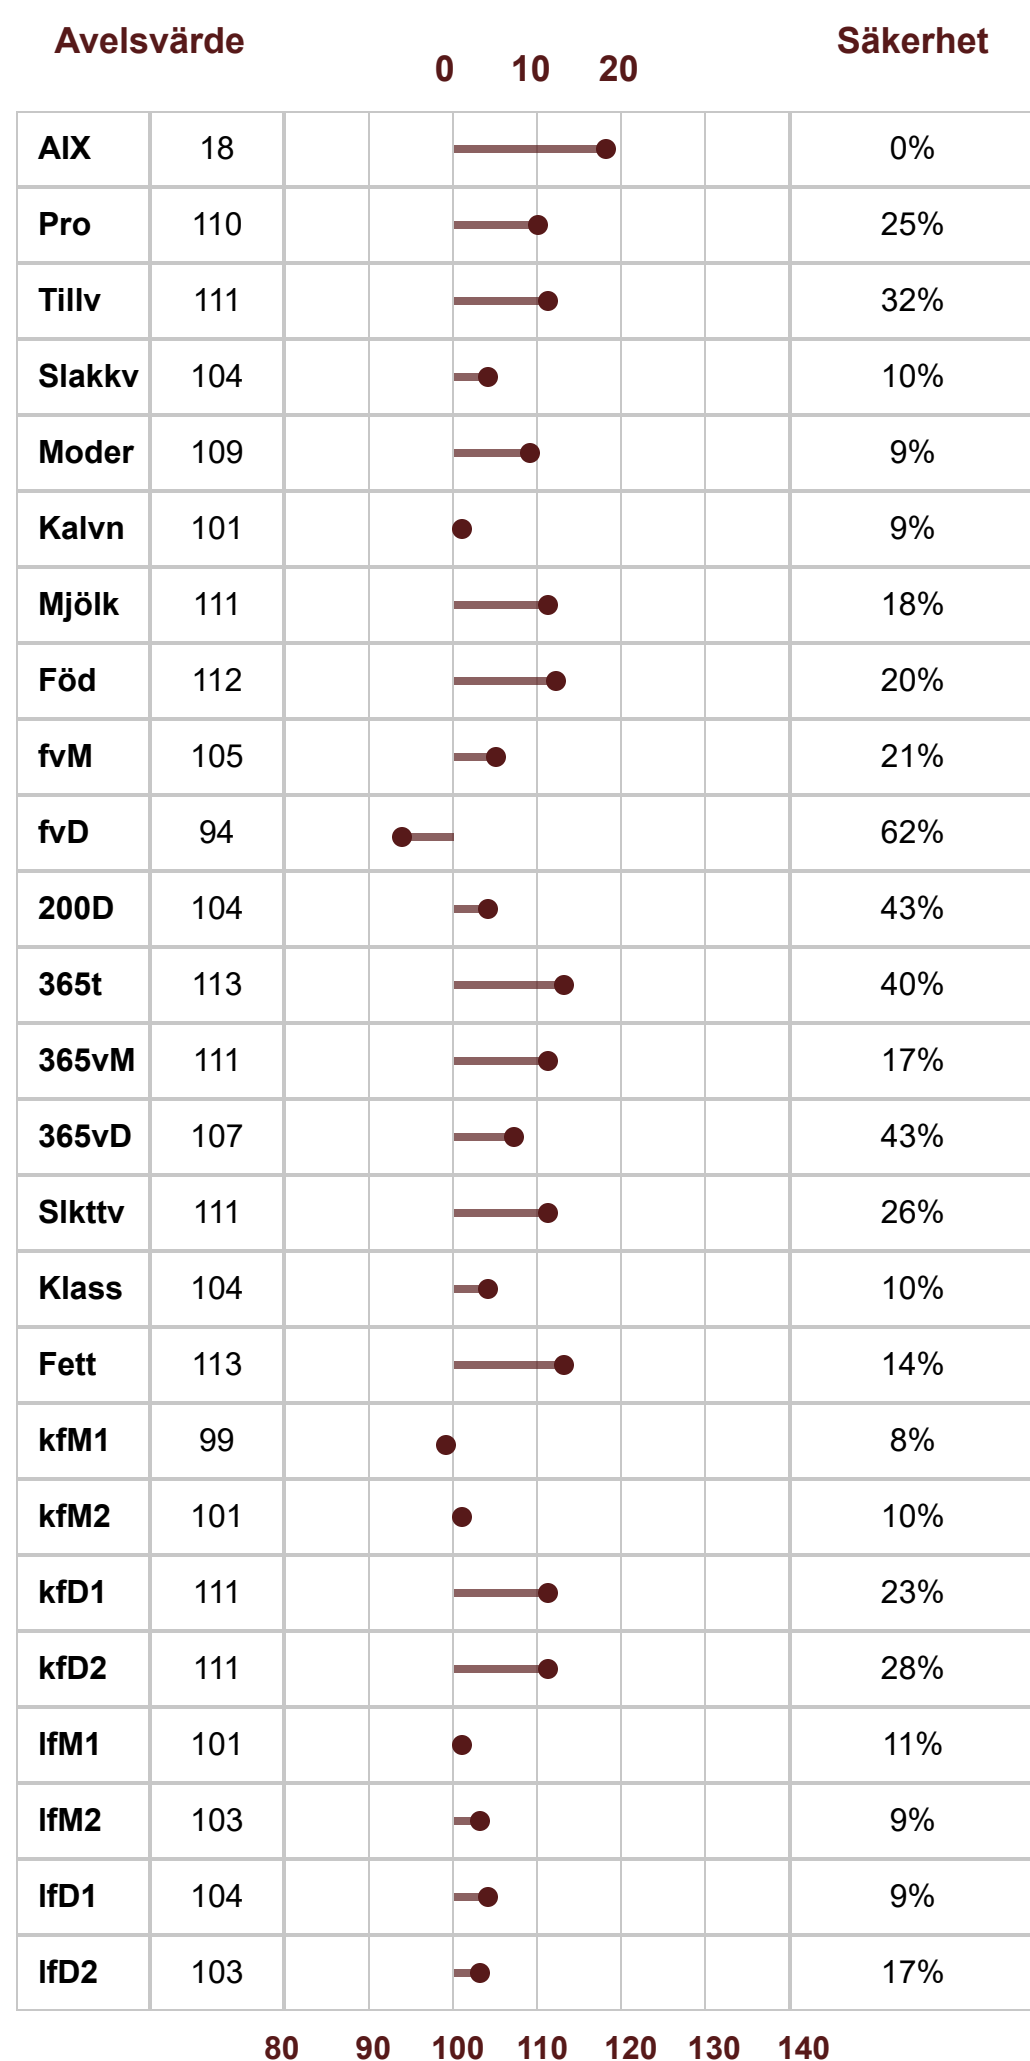 Avelsvärde Säkerhet
0 10 20
AIX 18 0%
Pro 110 25%
Tillv 111 32%
Slakkv 104 10%
Moder 109 9%
Kalvn 101 9%
Mjölk 111 18%
Föd 112 20%
fvM 105 21%
fvD 94 62%
200D 104 43%
365t 113 40%
365vM 111 17%
365vD 107 43%
Slkttv 111 26%
Klass 104 10%
Fett 113 14%
kfM1 99 8%
kfM2 101 10%
kfD1 111 23%
kfD2 111 28%
lfM1 101 11%
lfM2 103 9%
lfD1 104 9%
lfD2 103 17%
80 90 100 110 120 130 140